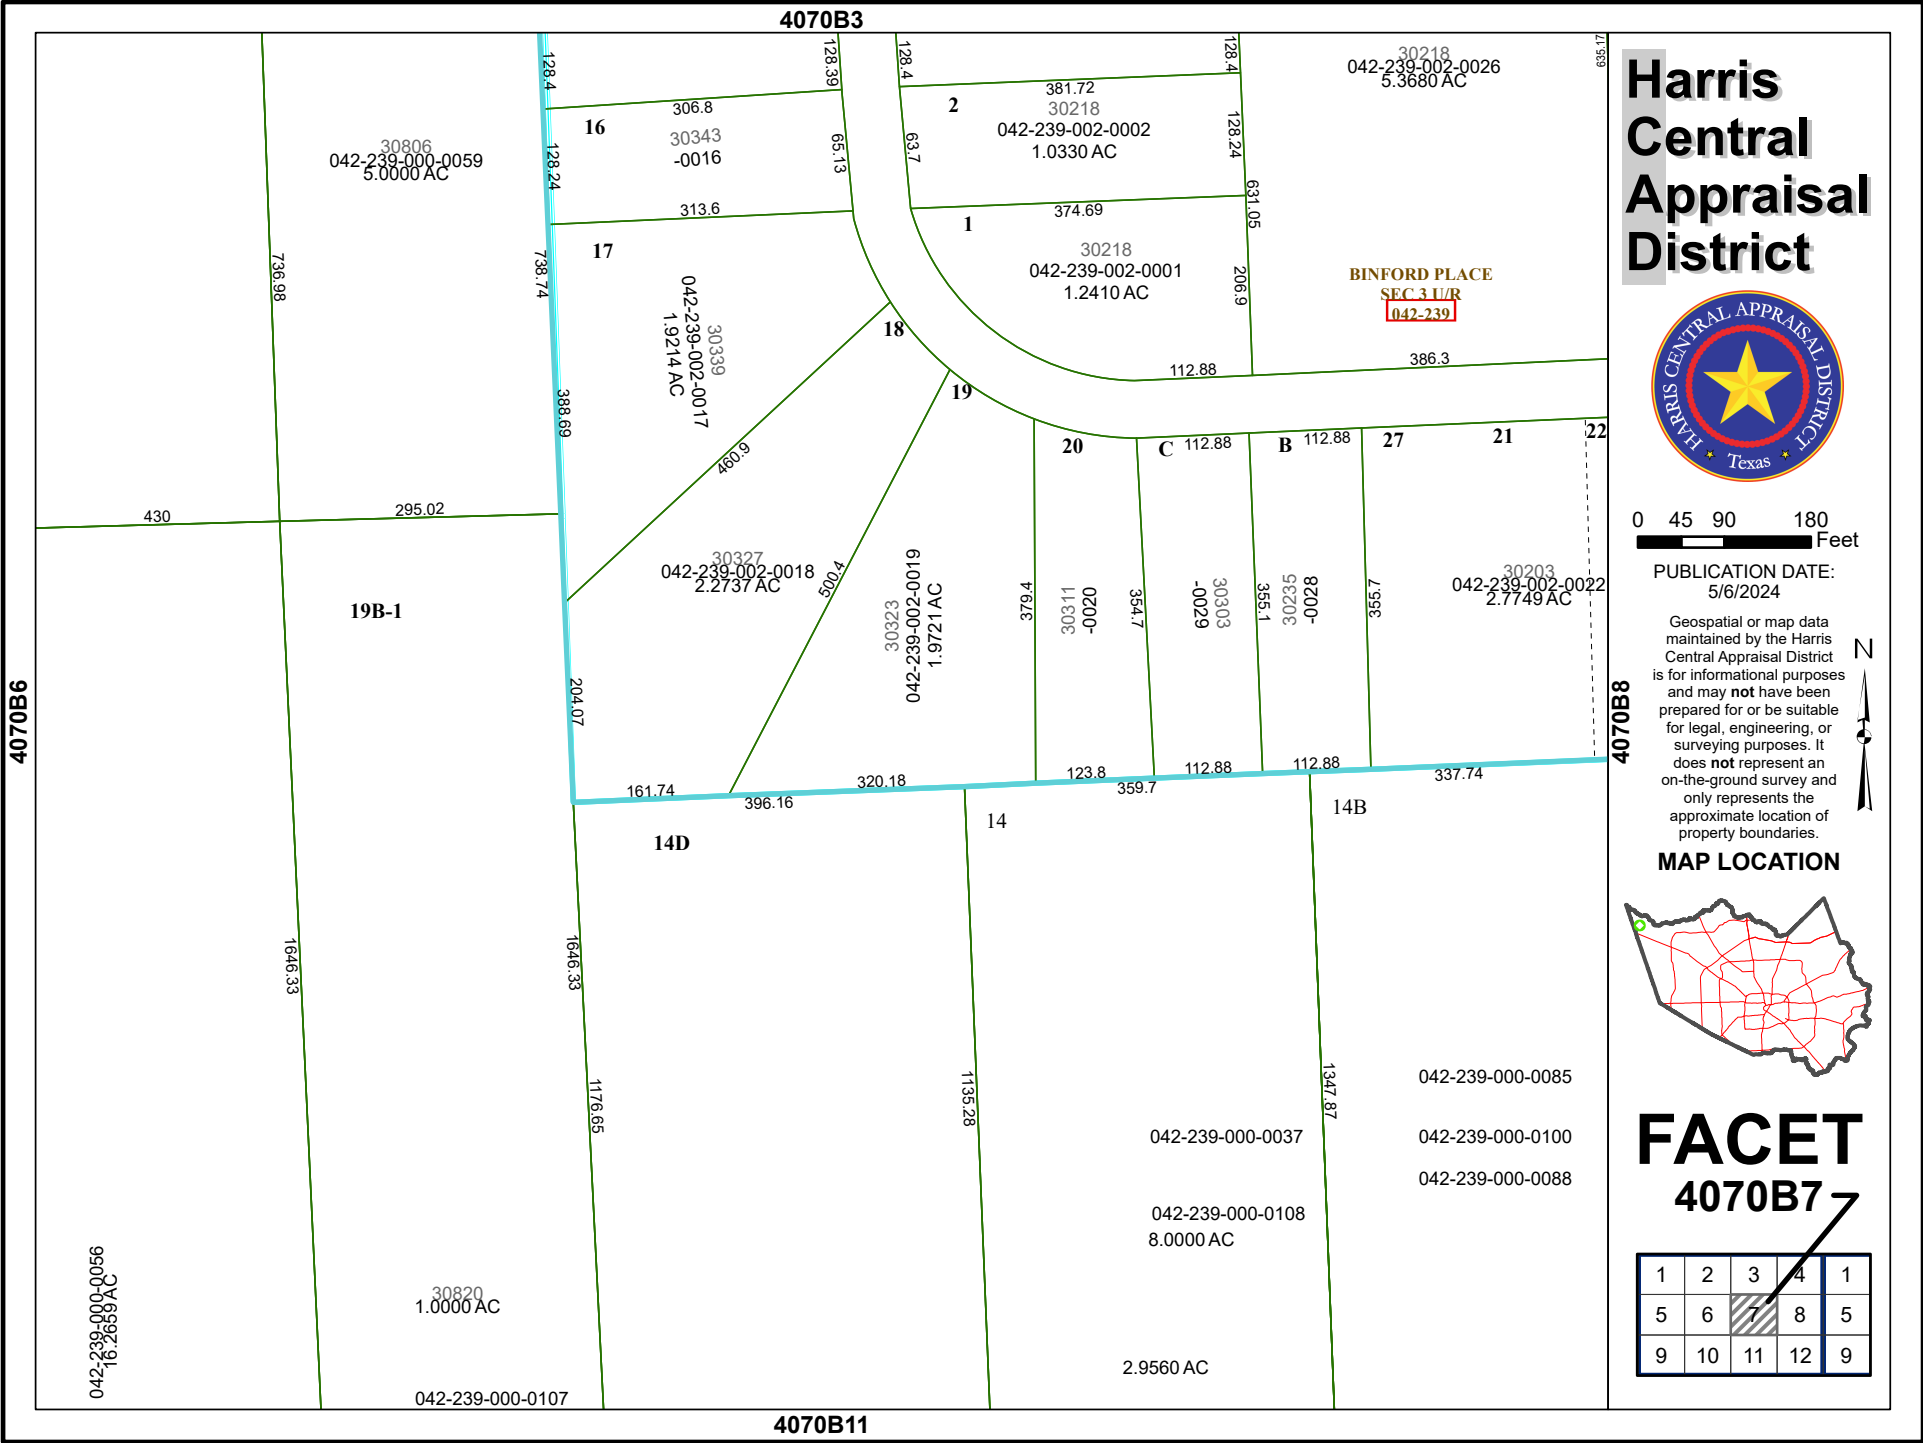 4070B3
128.4
128.39
128.4
128.4
635.17
30218
042-239-002-0026
5.3680 AC
306.8
381.72
16
2
30343
-0016
30218
042-239-002-0002
1.0330 AC
30806
042-239-000-0059
5.0000 AC
128.24
65.13
63.7
128.24
313.6
374.69
631.05
17
1
30218
042-239-002-0001
1.2410 AC
BINFORD PLACE
SEC 3 U/R
042-239
736.98
738.74
30339
042-239-002-0017
1.9214 AC
206.9
18
112.88
386.3
388.69
19
460.9
20
C
112.88
B
112.88
27
21
22
430
295.02
30327
042-239-002-0018
2.2737 AC
500.4
30323
042-239-002-0019
1.9721 AC
379.4
30311
-0020
354.7
30303
-0029
355.1
30235
-0028
355.7
30203
042-239-002-0022
2.7749 AC
19B-1
204.07
4070B6
4070B8
161.74
396.16
320.18
123.8
359.7
112.88
112.88
337.74
14D
14
14B
1646.33
1646.33
1176.65
1135.28
1347.87
042-239-000-0085
042-239-000-0037
042-239-000-0100
042-239-000-0088
042-239-000-0108
8.0000 AC
042-239-000-0056
16.2659 AC
30820
1.0000 AC
2.9560 AC
042-239-000-0107
4070B11
Harris
Central
Appraisal
District
HARRIS CENTRAL APPRAISAL DISTRICT
Texas
0 45 90 180
Feet
PUBLICATION DATE:
5/6/2024
Geospatial or map data
maintained by the Harris
Central Appraisal District
is for informational purposes
and may not have been
prepared for or be suitable
for legal, engineering, or
surveying purposes. It
does not represent an
on-the-ground survey and
only represents the
approximate location of
property boundaries.
N
MAP LOCATION
FACET
4070B7
1 2 3 4 1
5 6 7 8 5
9 10 11 12 9